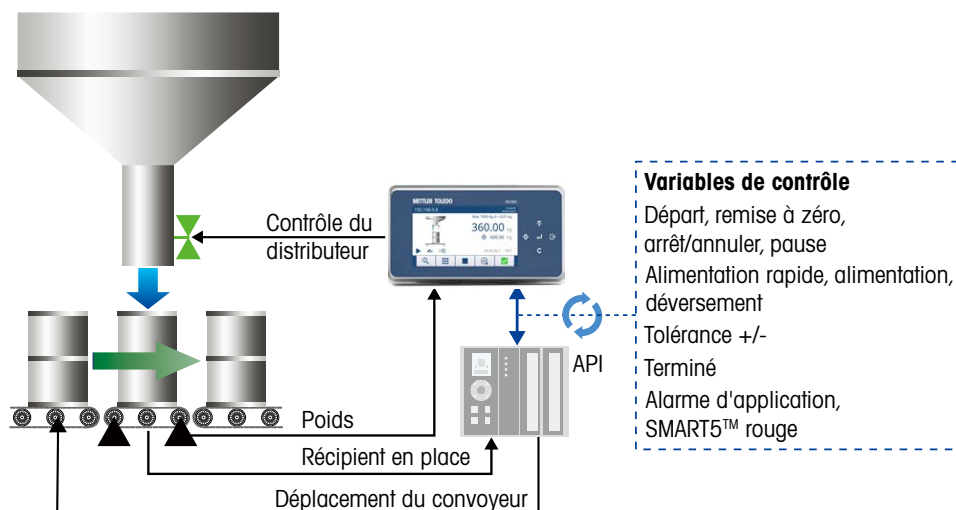 METTLER TOLEDO
360.00 kg
Contrôle du
distributeur
Variables de contrôle
Départ, remise à zéro,
arrêt/annuler, pause
Alimentation rapide, alimentation,
déversement
Tolérance +/-
Terminé
Alarme d'application,
SMART5™ rouge
API
Poids
Récipient en place
Déplacement du convoyeur